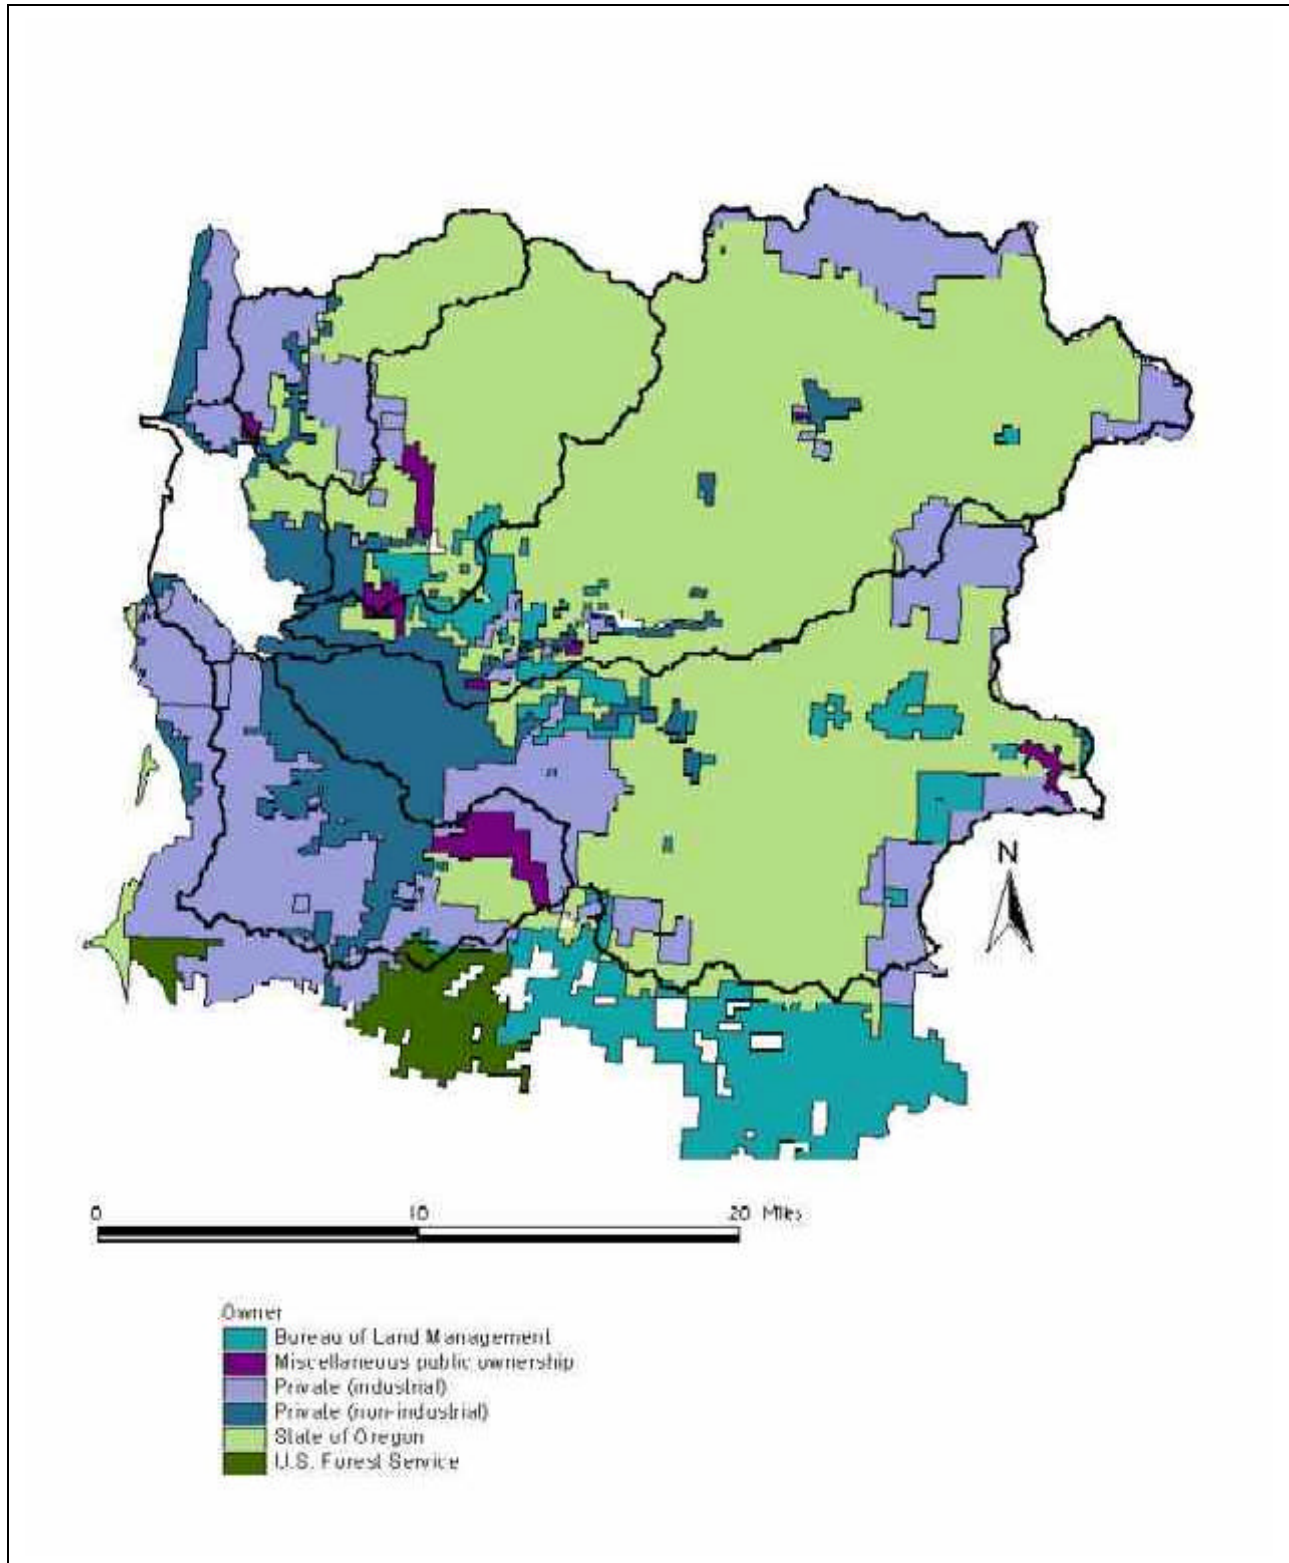 N
0 10 20 Miles
Owner
Bureau of Land Management
Miscellaneous public ownership
Private (industrial)
Private (non-industrial)
State of Oregon
U.S. Forest Service